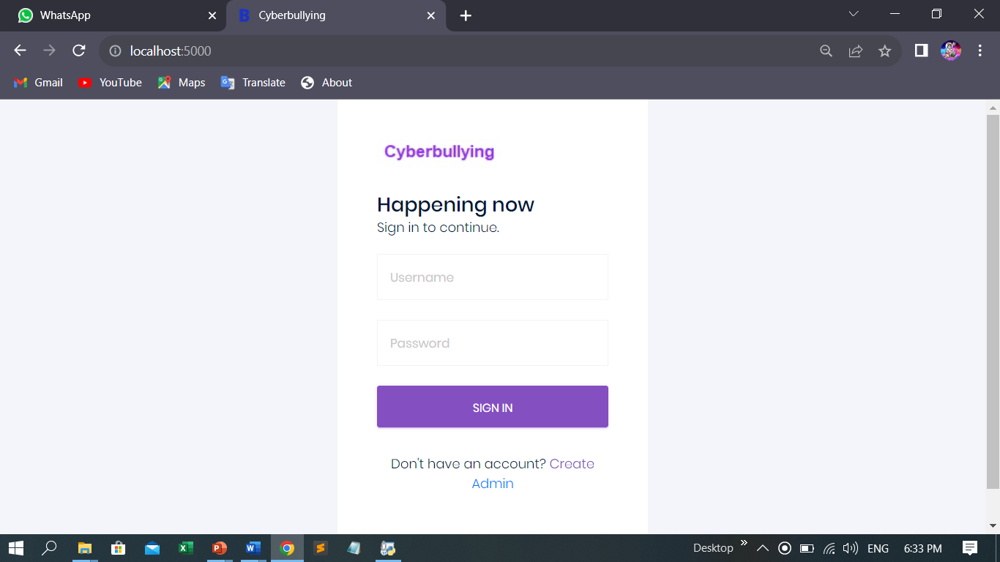 WhatsApp
Cyberbullying
localhost:5000
Gmail YouTube Maps Translate About
Cyberbullying
Happening now
Sign in to continue.
Username
Password
SIGN IN
Don't have an account? Create
Admin
Desktop ENG 6:33 PM